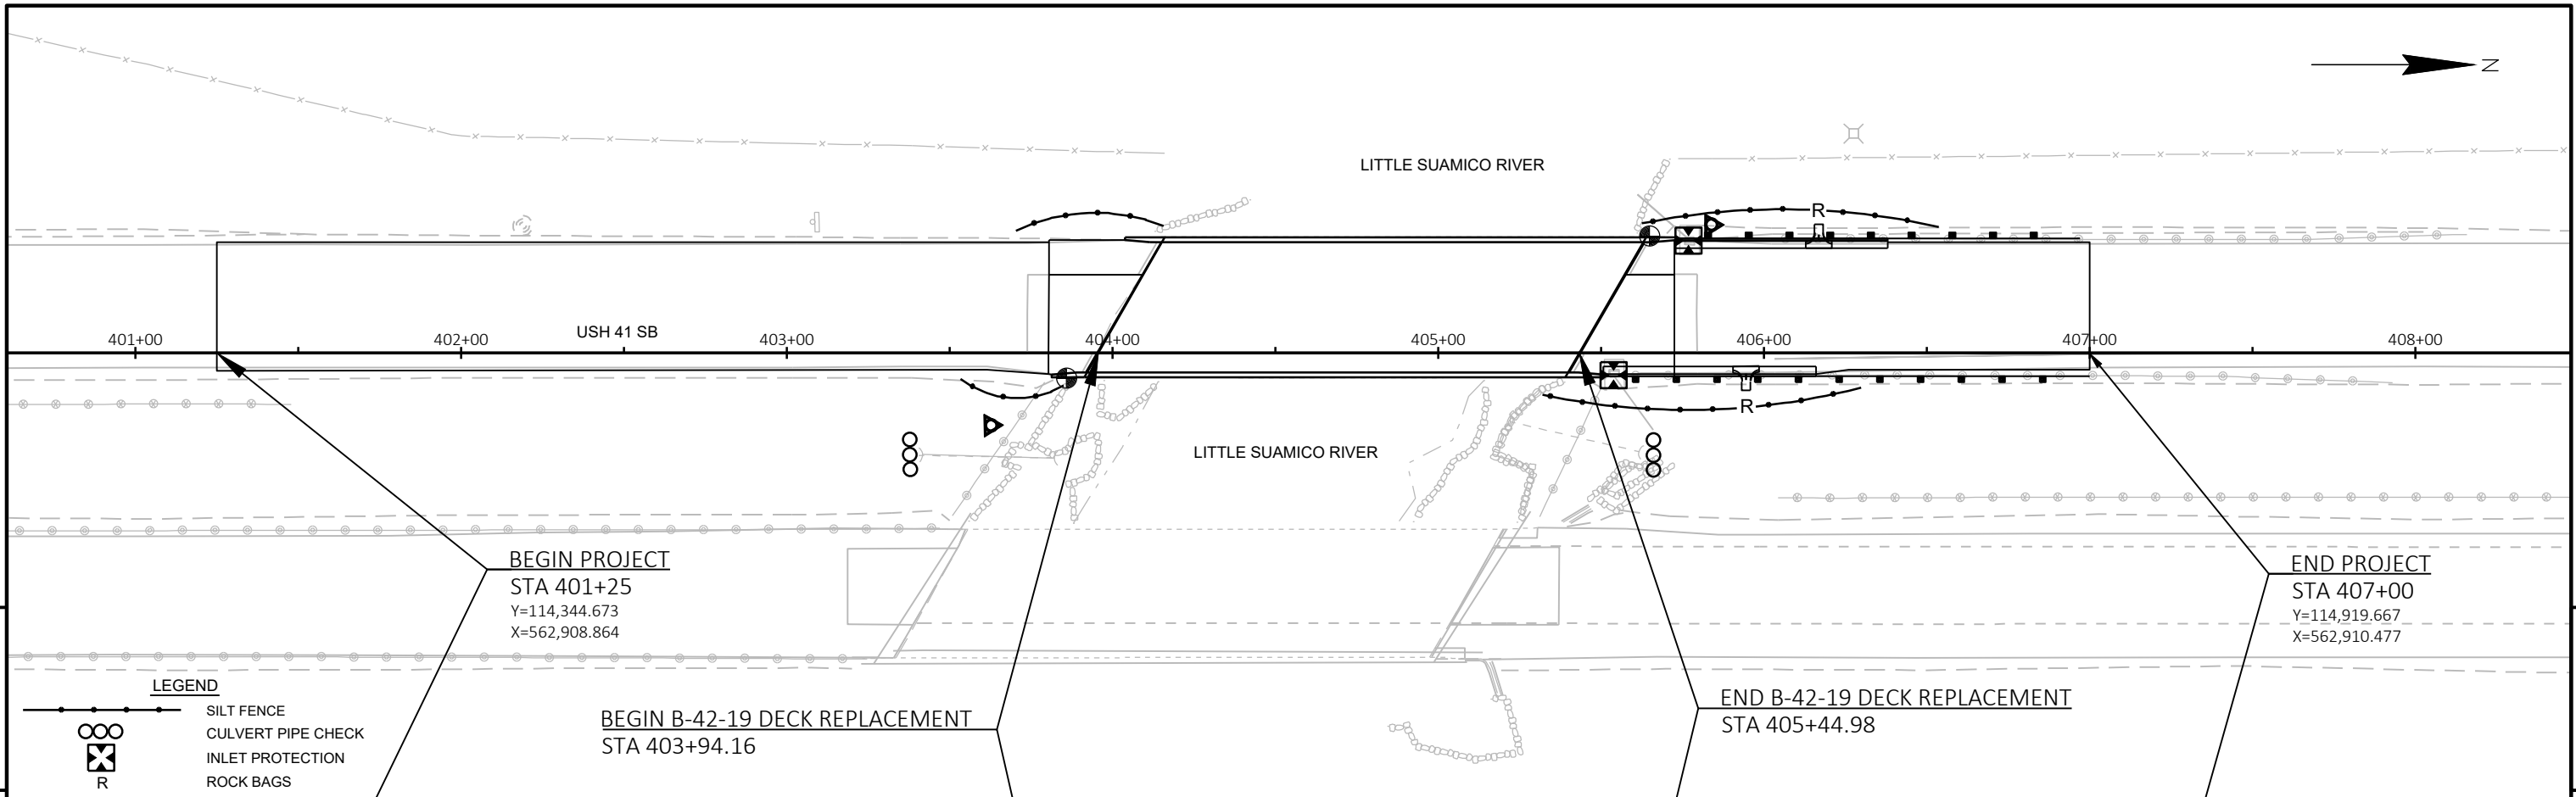 N
LITTLE SUAMICO RIVER
R
USH 41 SB
401+00
402+00
403+00
404+00
405+00
406+00
407+00
408+00
R
LITTLE SUAMICO RIVER
BEGIN PROJECT
STA 401+25
Y=114,344.673
X=562,908.864
END PROJECT
STA 407+00
Y=114,919.667
X=562,910.477
BEGIN B-42-19 DECK REPLACEMENT
STA 403+94.16
END B-42-19 DECK REPLACEMENT
STA 405+44.98
LEGEND
SILT FENCE
CULVERT PIPE CHECK
INLET PROTECTION
R ROCK BAGS